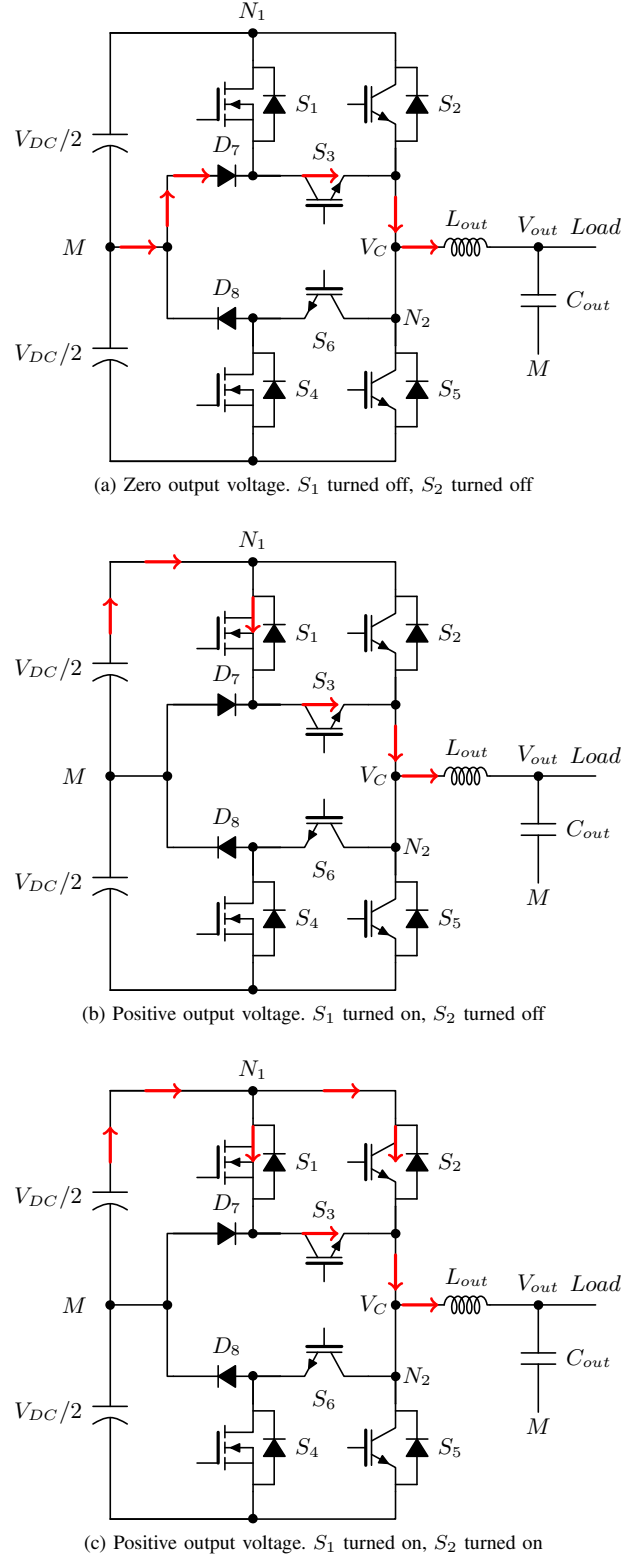 N1
S1
S2
VDC/2
D7
S3
M
VC
Lout
Vout Load
D8
Cout
VDC/2
S6
N2
M
S4
S5
(a) Zero output voltage. S1 turned off, S2 turned off
N1
S1
S2
VDC/2
D7
S3
M
VC
Lout
Vout Load
D8
Cout
VDC/2
S6
N2
M
S4
S5
(b) Positive output voltage. S1 turned on, S2 turned off
N1
S1
S2
VDC/2
D7
S3
M
VC
Lout
Vout Load
D8
Cout
VDC/2
S6
N2
M
S4
S5
(c) Positive output voltage. S1 turned on, S2 turned on